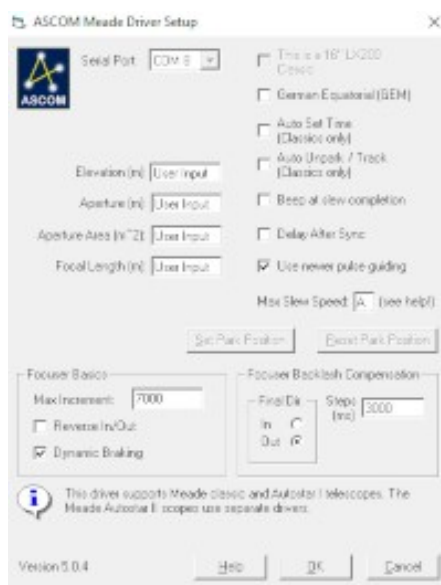 ASCOM Meade Driver Setup
ASCOM
Serial Port: COM 8
This is a 16" LX200
Classic
German Equatorial (GEM)
Auto Set Time
(Classics only)
Auto Unpark / Track
(Classics only)
Elevation (m): User Input
Beep at slew completion
Aperture (m): User Input
Delay After Sync
Aperture Area (m^2): User Input
Use newer pulse guiding
Focal Length (m): User Input
Max Slew Speed: A (see help!)
Set Park Position
Reset Park Position
Focuser Basics
Max Increment: 7000
Reverse In/Out
Dynamic Braking
Focuser Backlash Compensation
Final Dir.
In
Out
Steps
(ms)
3000
This driver supports Meade classic and Autostar I telescopes. The
Meade Autostar II scopes use separate drivers.
Version 5.0.4
Help
OK
Cancel